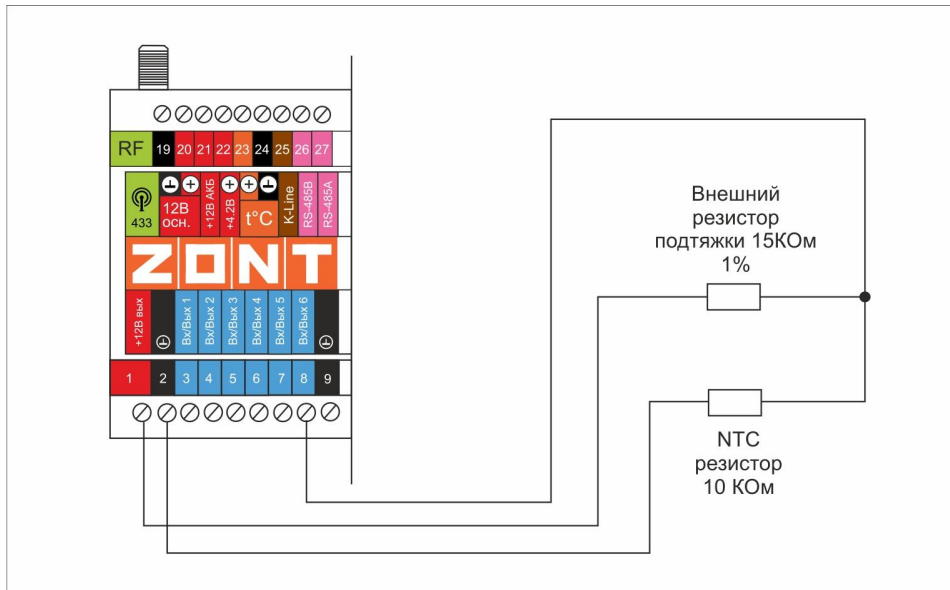 RF 19 20 21 22 23 24 25 26 27
433
12В
осн.
+12В АКБ
+4.2В
t°C
K-Line
RS-485B
RS-485A
ZONT
+12В вых
Вх/Вых 1
Вх/Вых 2
Вх/Вых 3
Вх/Вых 4
Вх/Вых 5
Вх/Вых 6
1 2 3 4 5 6 7 8 9
Внешний
резистор
подтяжки 15КОм
1%
NTC
резистор
10 КОм